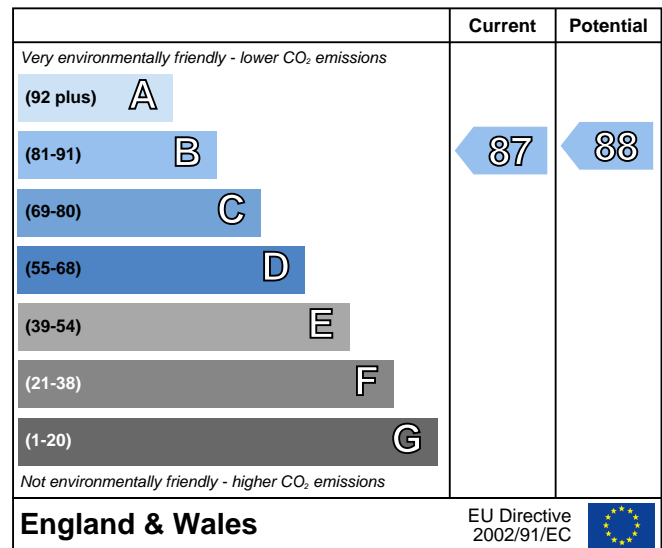 Current Potential
Very environmentally friendly - lower CO₂ emissions
(92 plus) A
(81-91) B 87 88
(69-80) C
(55-68) D
(39-54) E
(21-38) F
(1-20) G
Not environmentally friendly - higher CO₂ emissions
England & Wales
EU Directive
2002/91/EC